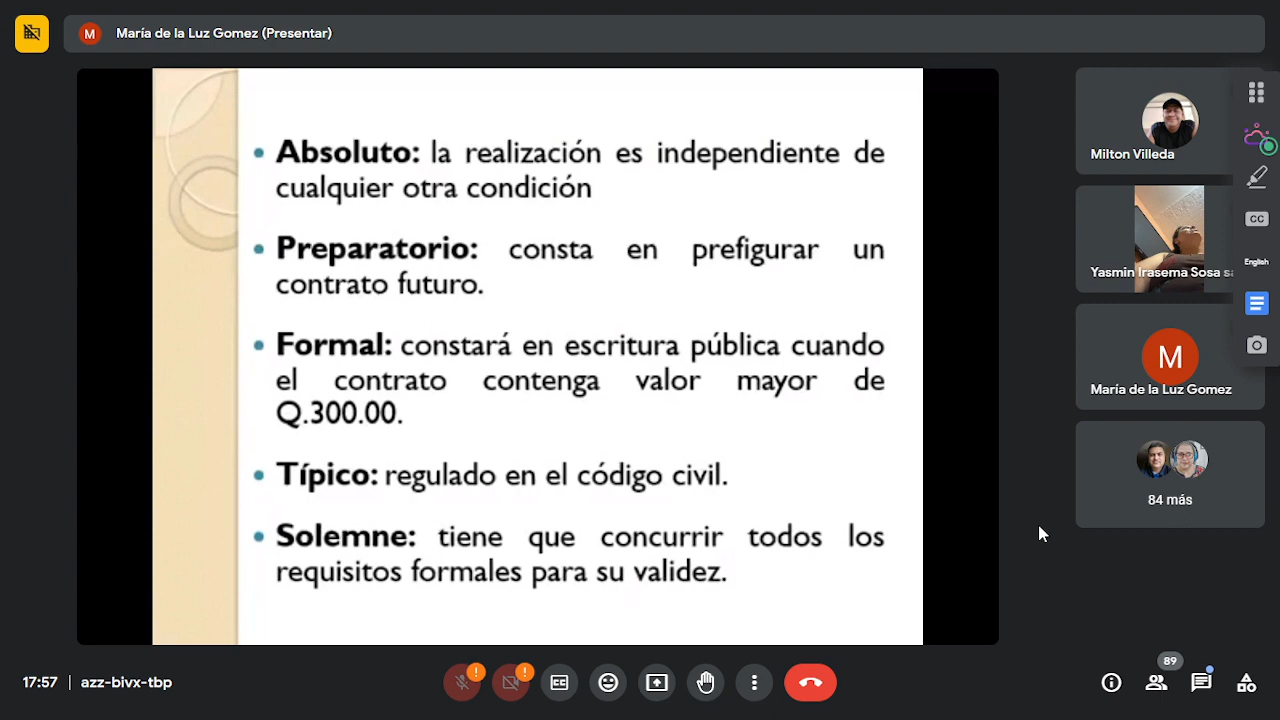 M María de la Luz Gomez (Presentar)
• Absoluto: la realización es independiente de
cualquier otra condición
• Preparatorio: consta en prefigurar un
contrato futuro.
• Formal: constará en escritura pública cuando
el contrato contenga valor mayor de
Q.300.00.
• Típico: regulado en el código civil.
• Solemne: tiene que concurrir todos los
requisitos formales para su validez.
Milton Villeda
Yasmin Irasema Sosa sa
M
María de la Luz Gomez
84 más
CC
English
17:57 | azz-bivx-tbp
89